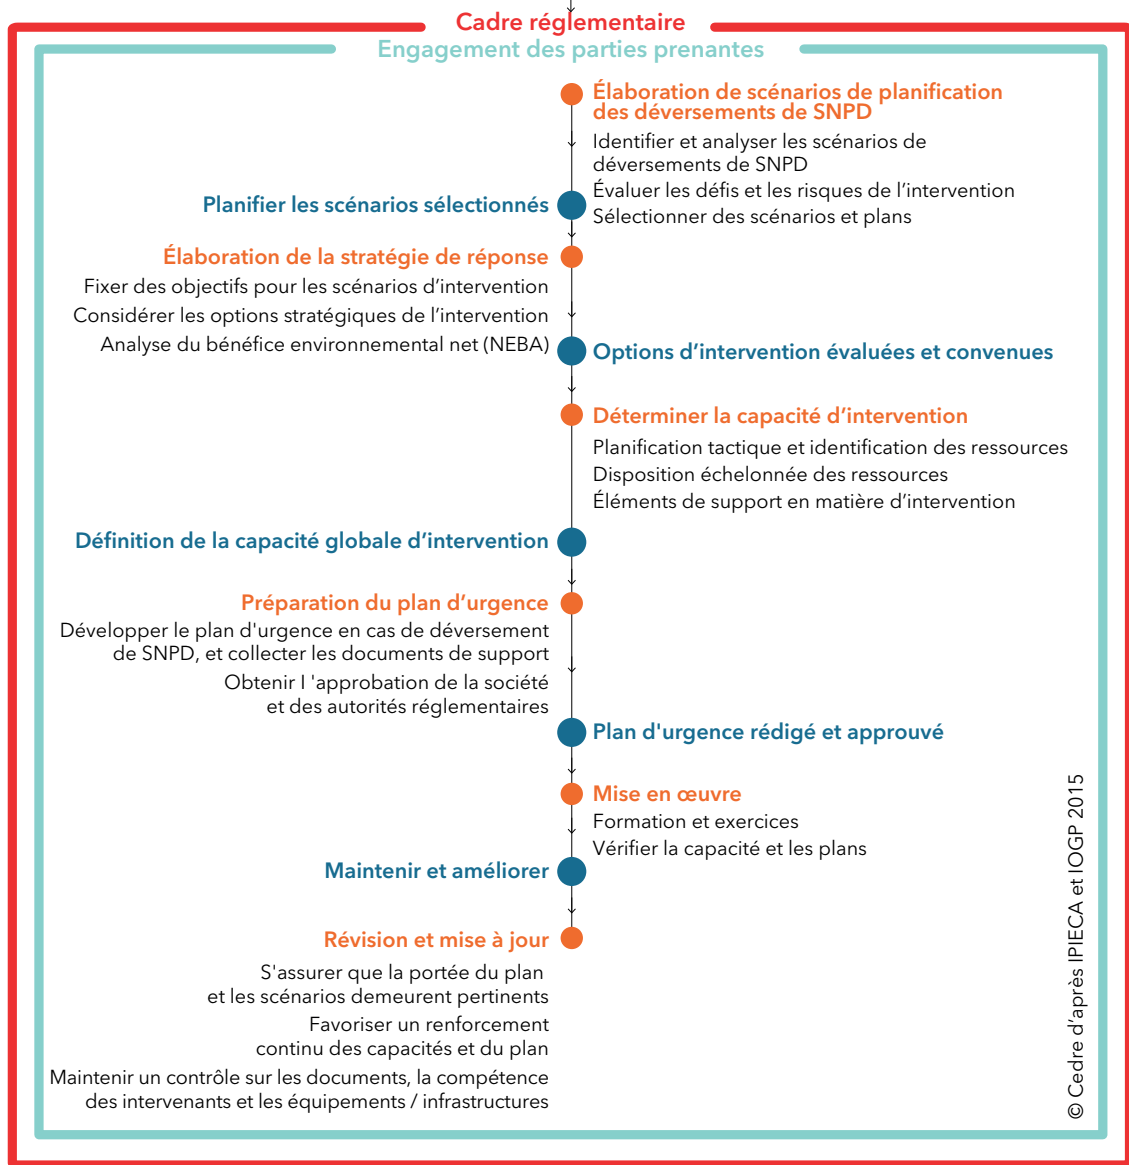 Cadre réglementaire
Engagement des parties prenantes
Élaboration de scénarios de planification
des déversements de SNPD
Identifier et analyser les scénarios de
déversements de SNPD
Évaluer les défis et les risques de l'intervention
Sélectionner des scénarios et plans
Planifier les scénarios sélectionnés
Élaboration de la stratégie de réponse
Fixer des objectifs pour les scénarios d'intervention
Considérer les options stratégiques de l'intervention
Analyse du bénéfice environnemental net (NEBA)
Options d'intervention évaluées et convenues
Déterminer la capacité d'intervention
Planification tactique et identification des ressources
Disposition échelonnée des ressources
Éléments de support en matière d'intervention
Définition de la capacité globale d'intervention
Préparation du plan d'urgence
Développer le plan d'urgence en cas de déversement
de SNPD, et collecter les documents de support
Obtenir l 'approbation de la société
et des autorités réglementaires
Plan d'urgence rédigé et approuvé
Mise en œuvre
Formation et exercices
Vérifier la capacité et les plans
Maintenir et améliorer
Révision et mise à jour
S'assurer que la portée du plan
et les scénarios demeurent pertinents
Favoriser un renforcement
continu des capacités et du plan
Maintenir un contrôle sur les documents, la compétence
des intervenants et les équipements / infrastructures
© Cedre d'après IPIECA et IOGP 2015